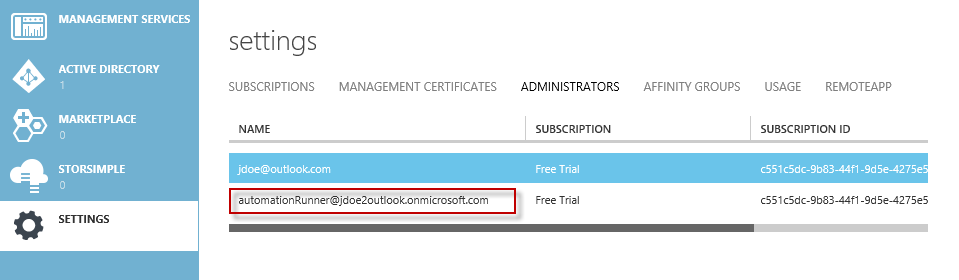 MANAGEMENT SERVICES
ACTIVE DIRECTORY
1
MARKETPLACE
0
STORSIMPLE
0
SETTINGS
settings
SUBSCRIPTIONS MANAGEMENT CERTIFICATES ADMINISTRATORS AFFINITY GROUPS USAGE REMOTEAPP
NAME SUBSCRIPTION SUBSCRIPTION ID
jdoe@outlook.com Free Trial c551c5dc-9b83-44f1-9d5e-4275e5
automationRunner@jdoe2outlook.onmicrosoft.com Free Trial c551c5dc-9b83-44f1-9d5e-4275e5